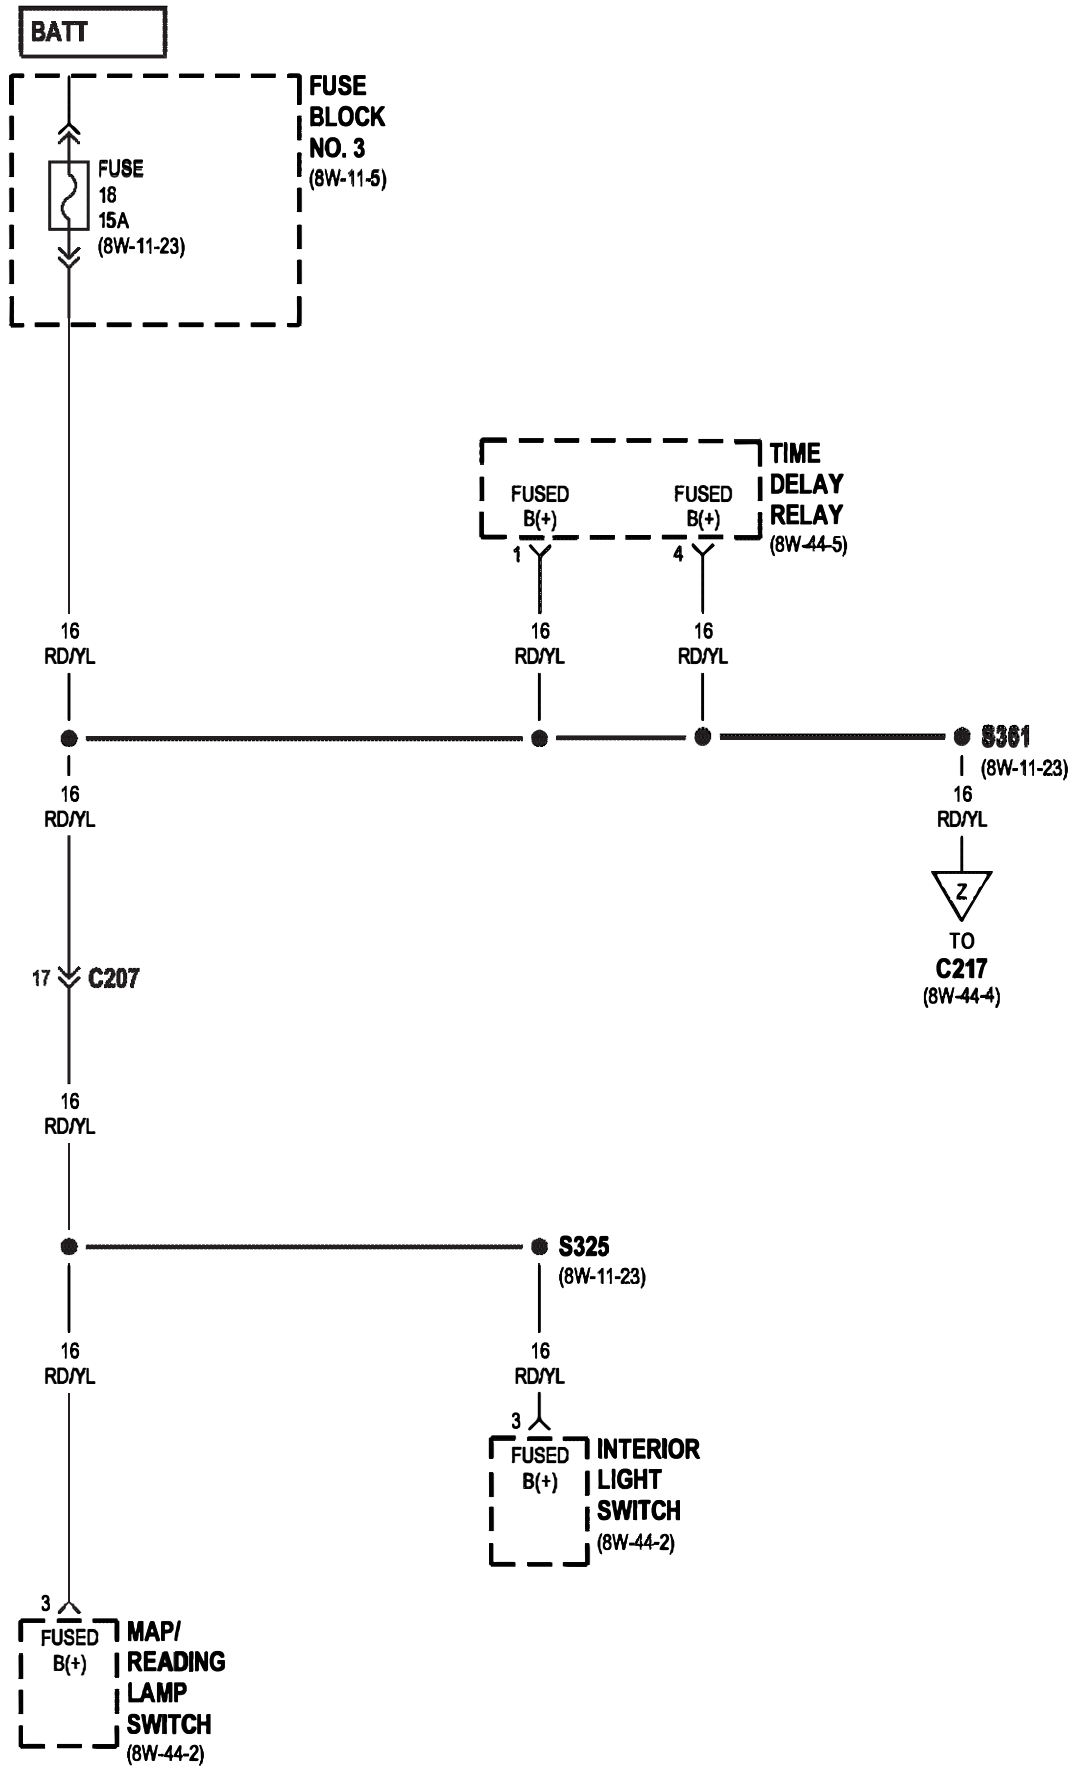 BATT
FUSE
BLOCK
NO. 3
(8W-11-5)
FUSE
18
15A
(8W-11-23)
TIME
DELAY
RELAY
(8W-44-5)
FUSED
B(+)
FUSED
B(+)
1
4
16
RD/YL
16
RD/YL
16
RD/YL
S361
(8W-11-23)
16
RD/YL
16
RD/YL
Z
TO
C217
(8W-44-4)
17
C207
16
RD/YL
S325
(8W-11-23)
16
RD/YL
16
RD/YL
3
FUSED
B(+)
INTERIOR
LIGHT
SWITCH
(8W-44-2)
3
FUSED
B(+)
MAP/
READING
LAMP
SWITCH
(8W-44-2)